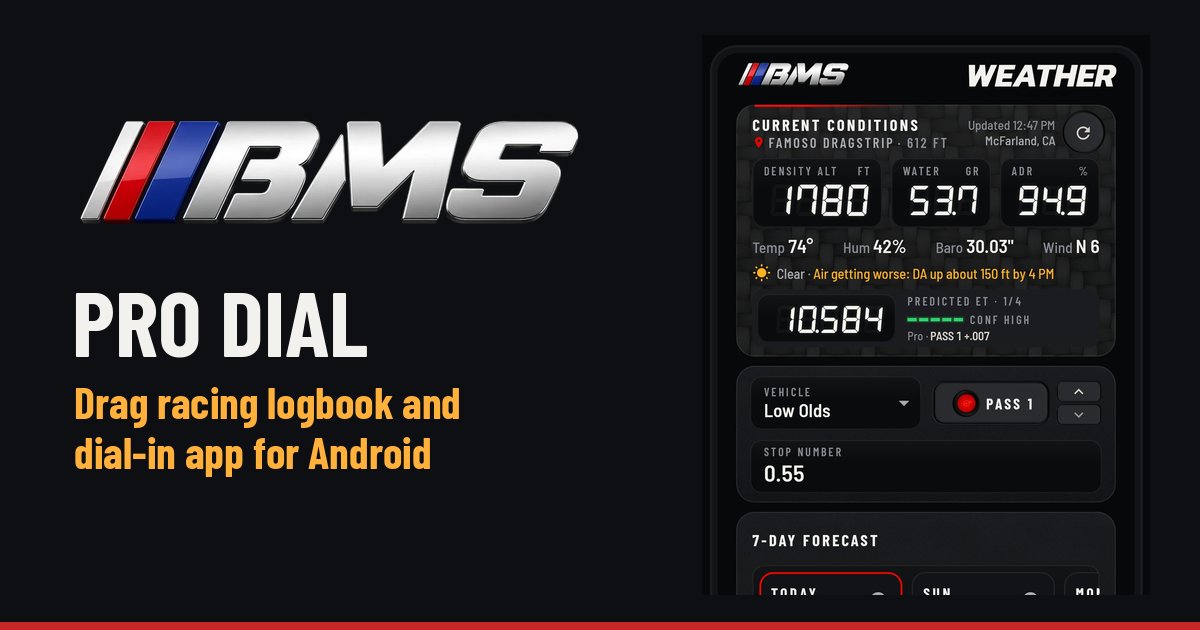 BMS
PRO DIAL
Drag racing logbook and
dial-in app for Android
BMS WEATHER
CURRENT CONDITIONS
FAMOSO DRAGSTRIP · 612 FT
Updated 12:47 PM
McFarland, CA
DENSITY ALT FT
1780
WATER GR
53.7
ADR %
94.9
Temp 74° Hum 42% Baro 30.03" Wind N 6
Clear · Air getting worse: DA up about 150 ft by 4 PM
10.584
PREDICTED ET · 1/4
CONF HIGH
Pro · PASS 1 +.007
VEHICLE
Low Olds
PASS 1
STOP NUMBER
0.55
7-DAY FORECAST
TODAY SUN